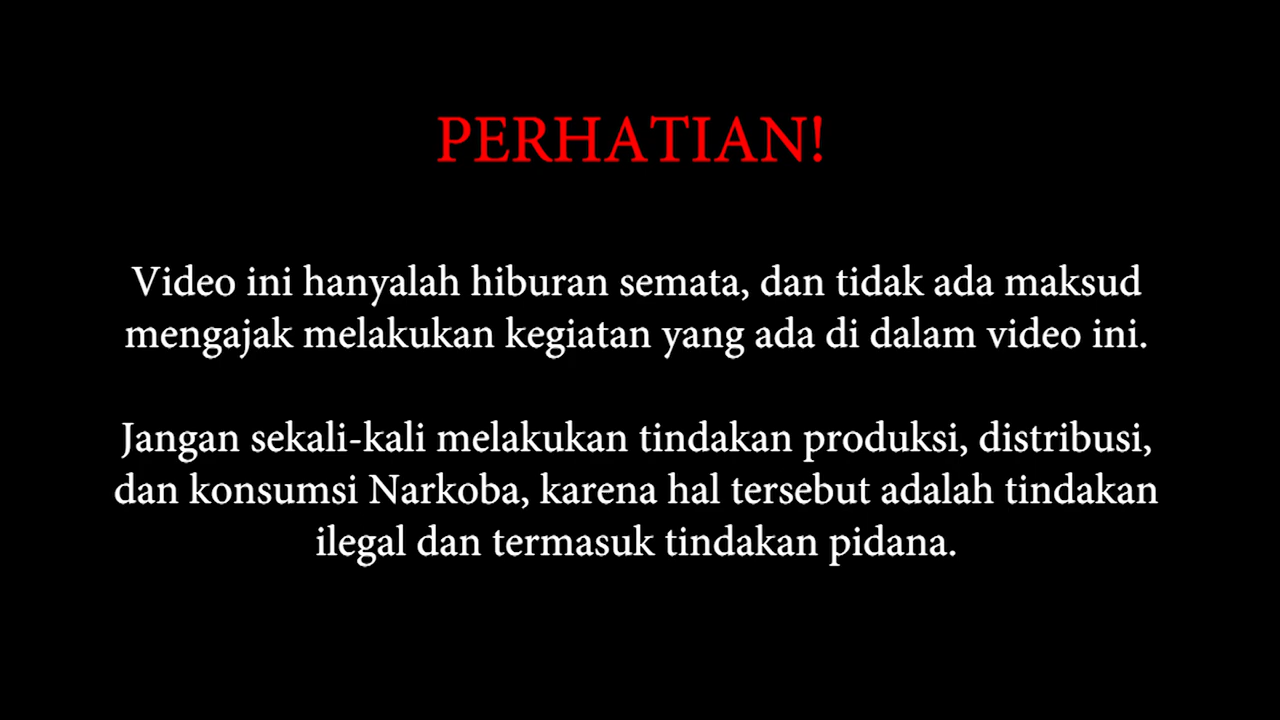 PERHATIAN!
Video ini hanyalah hiburan semata, dan tidak ada maksud
mengajak melakukan kegiatan yang ada di dalam video ini.
Jangan sekali-kali melakukan tindakan produksi, distribusi,
dan konsumsi Narkoba, karena hal tersebut adalah tindakan
ilegal dan termasuk tindakan pidana.